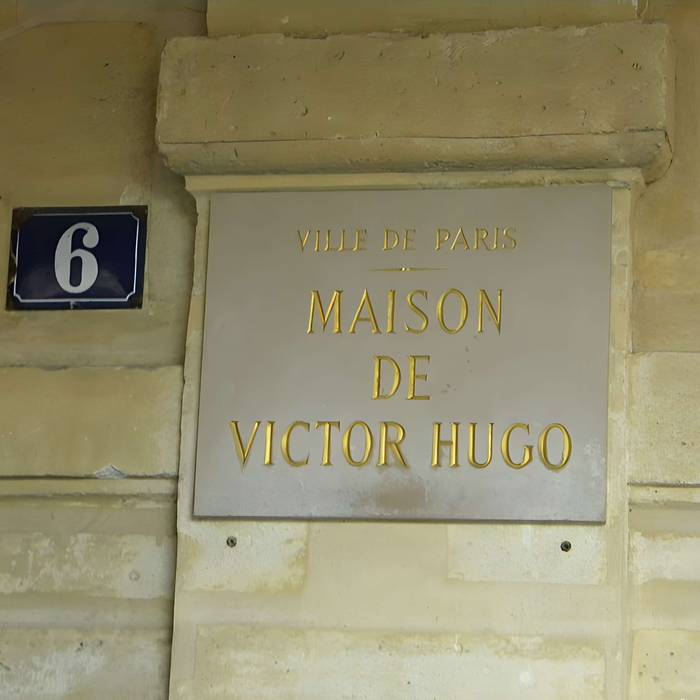 6
VILLE DE PARIS
MAISON
DE
VICTOR HUGO